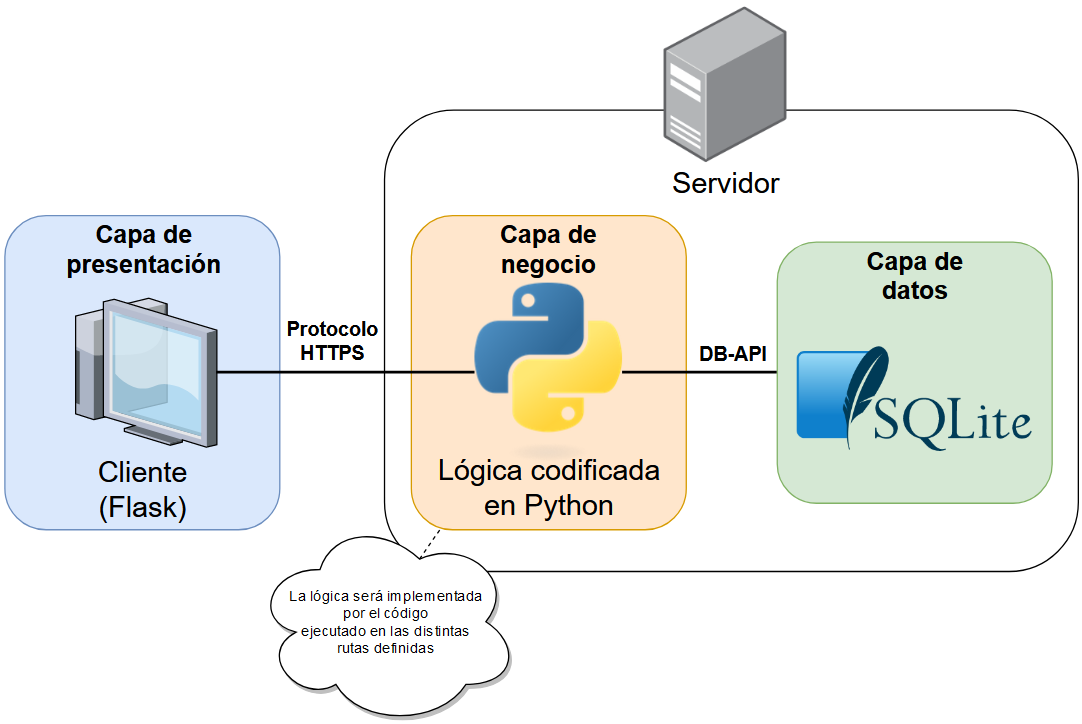 Servidor
Capa de
presentación
Cliente
(Flask)
Protocolo
HTTPS
Capa de
negocio
Lógica codificada
en Python
DB-API
Capa de
datos
SQLite
La lógica será implementada
por el código
ejecutado en las distintas
rutas definidas